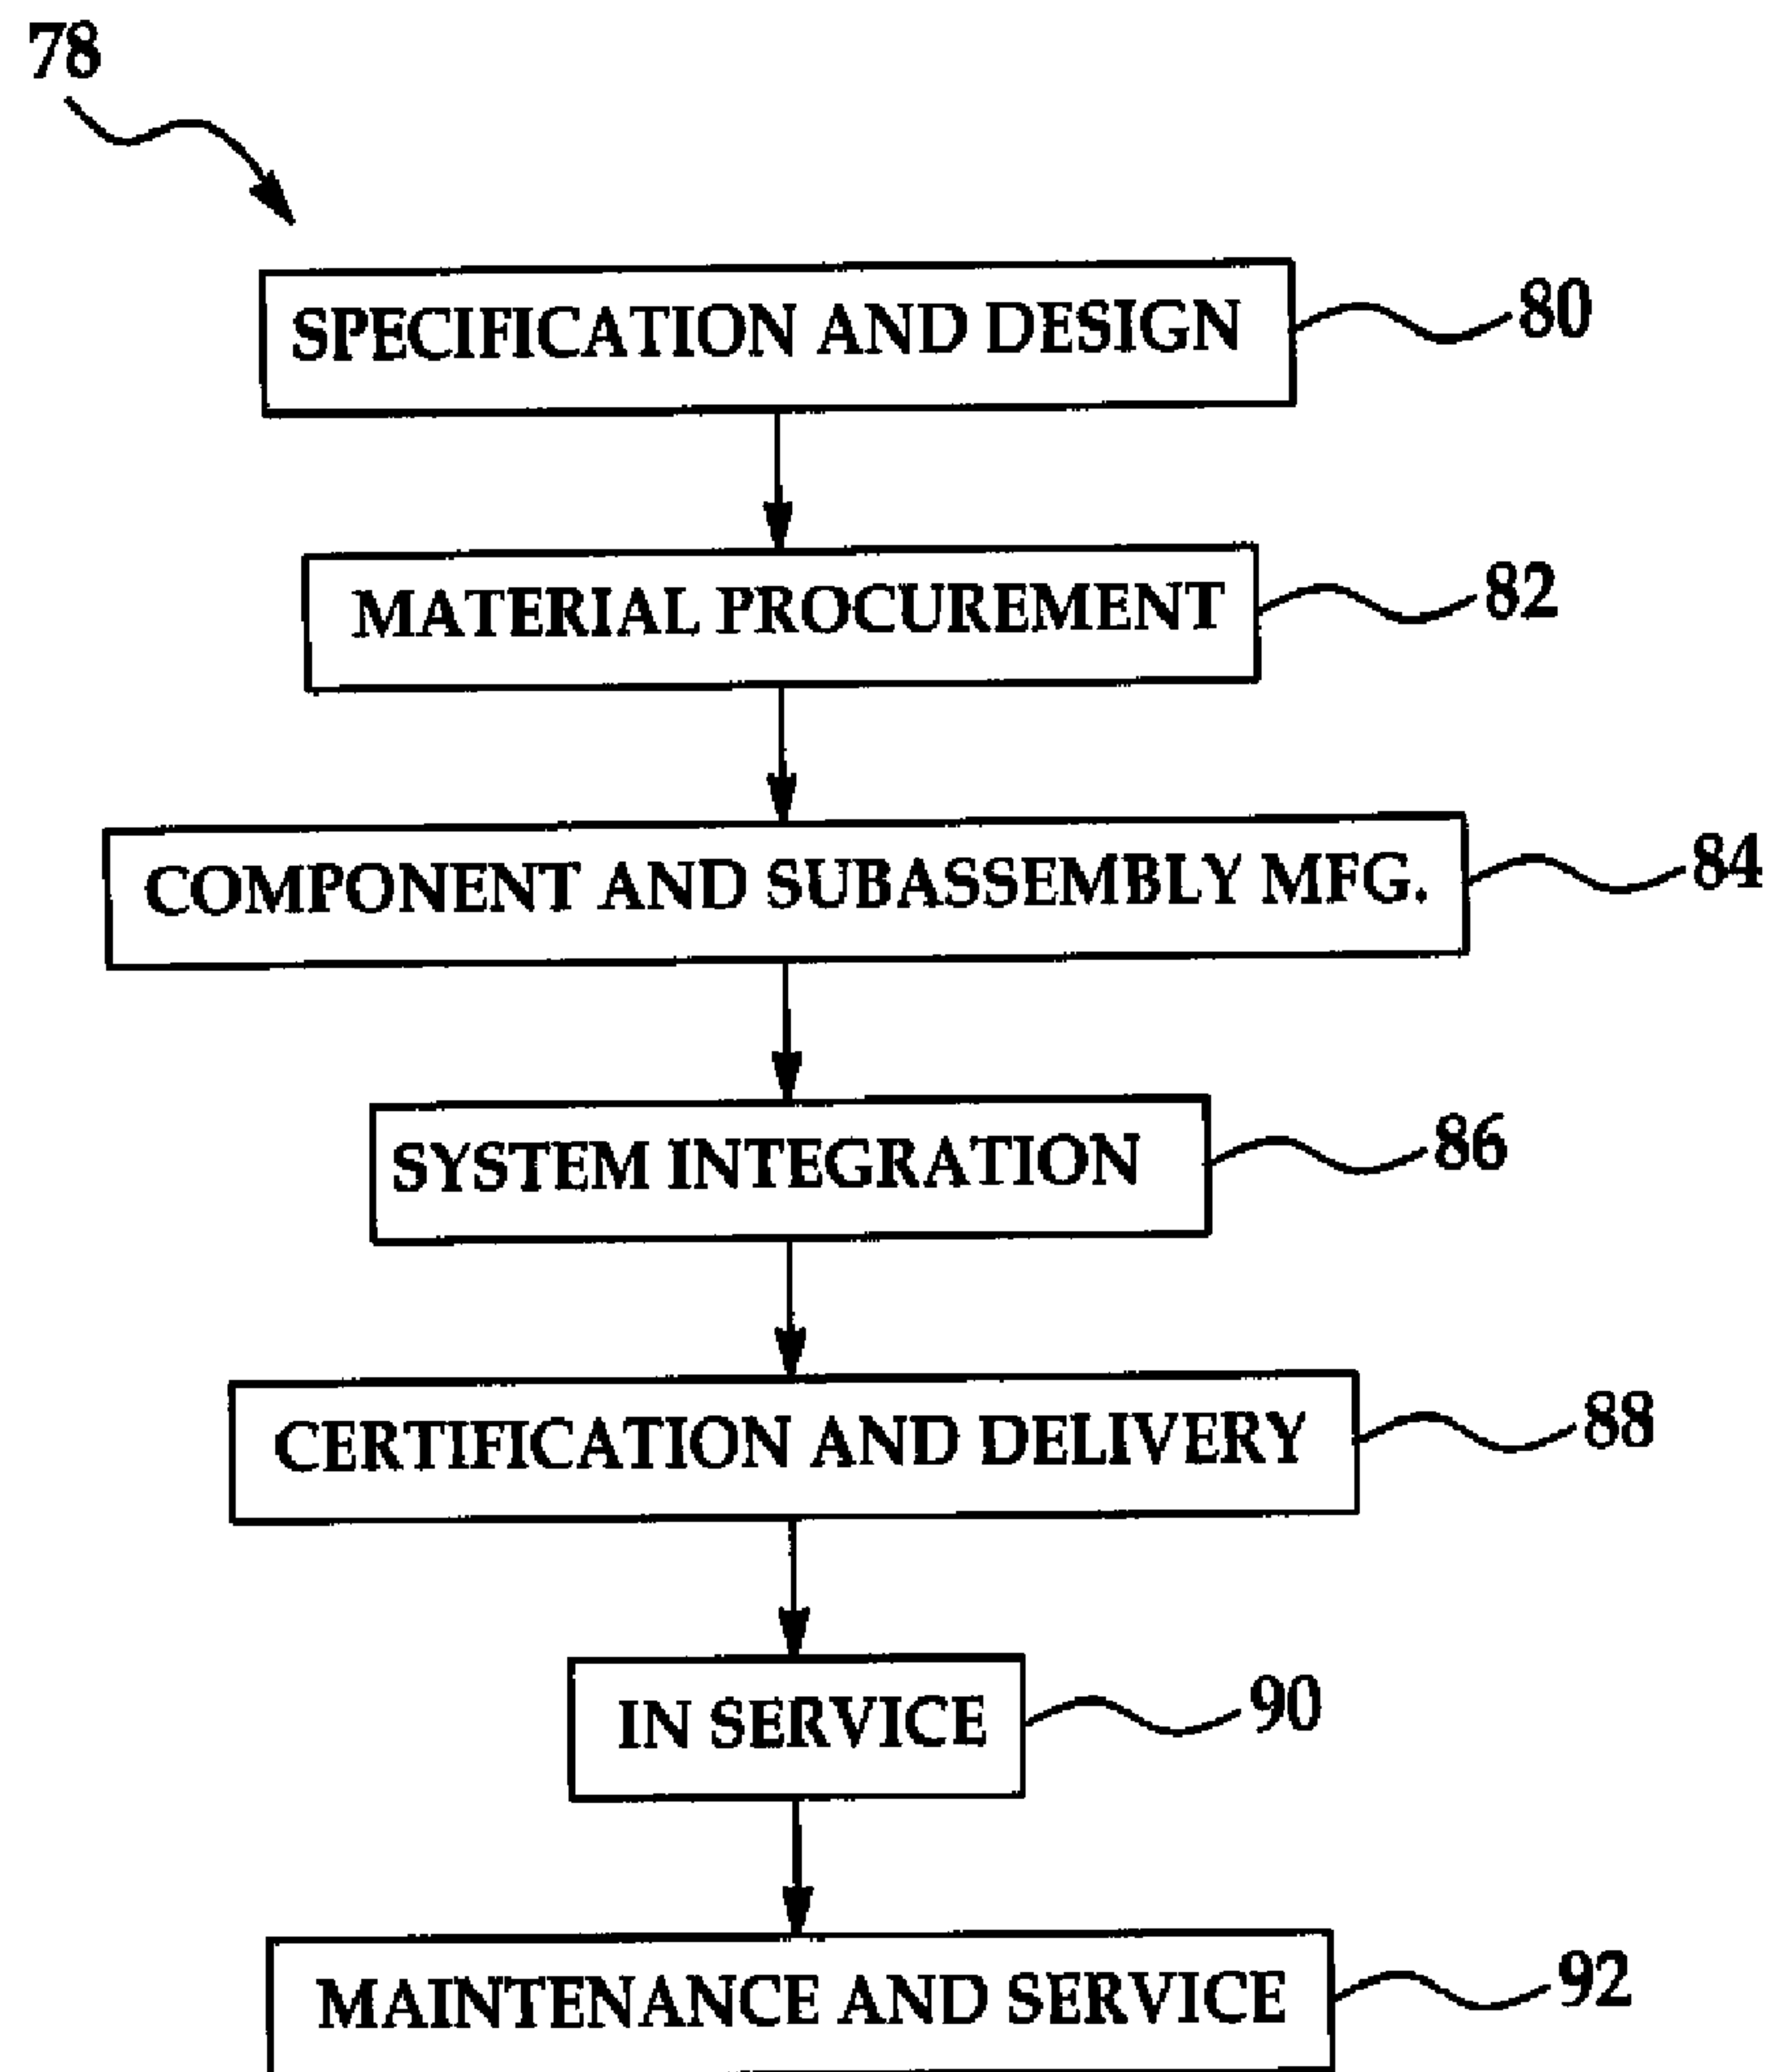 78
SPECIFICATION AND DESIGN 80
MATERIAL PROCUREMENT 82
COMPONENT AND SUBASSEMBLY MFG. 84
SYSTEM INTEGRATION 86
CERTIFICATION AND DELIVERY 88
IN SERVICE 90
MAINTENANCE AND SERVICE 92